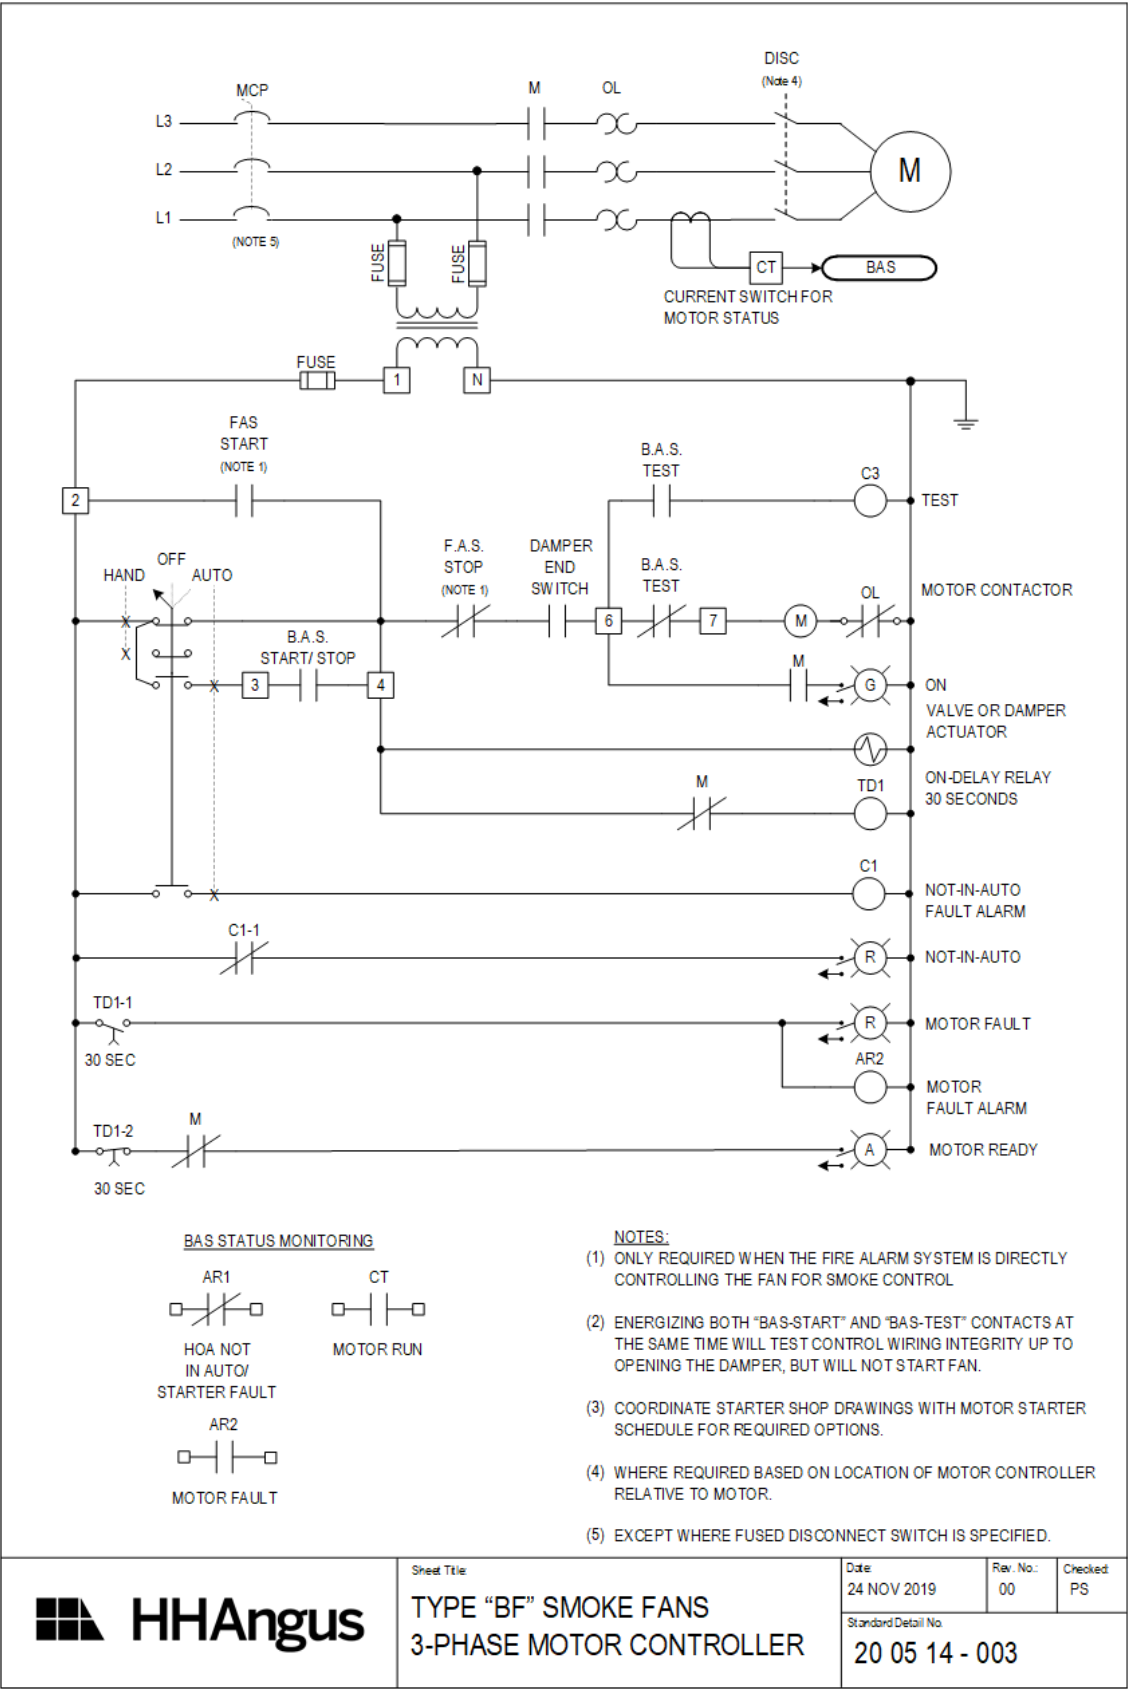 DISC
(Note 4)
MCP
M
OL
L3
L2
M
L1
(NOTE 5)
FUSE
FUSE
CT
BAS
CURRENT SWITCH FOR
MOTOR STATUS
FUSE
1
N
FAS
START
(NOTE 1)
B.A.S.
TEST
C3
2
TEST
F.A.S.
STOP
(NOTE 1)
DAMPER
END
SWITCH
B.A.S.
TEST
OFF
HAND
AUTO
OL
MOTOR CONTACTOR
X
6
7
M
X
B.A.S.
START/ STOP
M
X
3
4
G
ON
VALVE OR DAMPER
ACTUATOR
M
TD1
ON-DELAY RELAY
30 SECONDS
C1
X
NOT-IN-AUTO
FAULT ALARM
C1-1
R
NOT-IN-AUTO
TD1-1
30 SEC
R
MOTOR FAULT
AR2
MOTOR
FAULT ALARM
TD1-2
M
30 SEC
A
MOTOR READY
BAS STATUS MONITORING
AR1
CT
HOA NOT
IN AUTO/
STARTER FAULT
MOTOR RUN
AR2
MOTOR FAULT
NOTES:
(1) ONLY REQUIRED WHEN THE FIRE ALARM SYSTEM IS DIRECTLY
CONTROLLING THE FAN FOR SMOKE CONTROL
(2) ENERGIZING BOTH “BAS-START” AND “BAS-TEST” CONTACTS AT
THE SAME TIME WILL TEST CONTROL WIRING INTEGRITY UP TO
OPENING THE DAMPER, BUT WILL NOT START FAN.
(3) COORDINATE STARTER SHOP DRAWINGS WITH MOTOR STARTER
SCHEDULE FOR REQUIRED OPTIONS.
(4) WHERE REQUIRED BASED ON LOCATION OF MOTOR CONTROLLER
RELATIVE TO MOTOR.
(5) EXCEPT WHERE FUSED DISCONNECT SWITCH IS SPECIFIED.
HHAngus
Sheet Title:
TYPE “BF” SMOKE FANS
3-PHASE MOTOR CONTROLLER
Date:
24 NOV 2019
Rev. No.:
00
Checked:
PS
Standard Detail No.
20 05 14 - 003